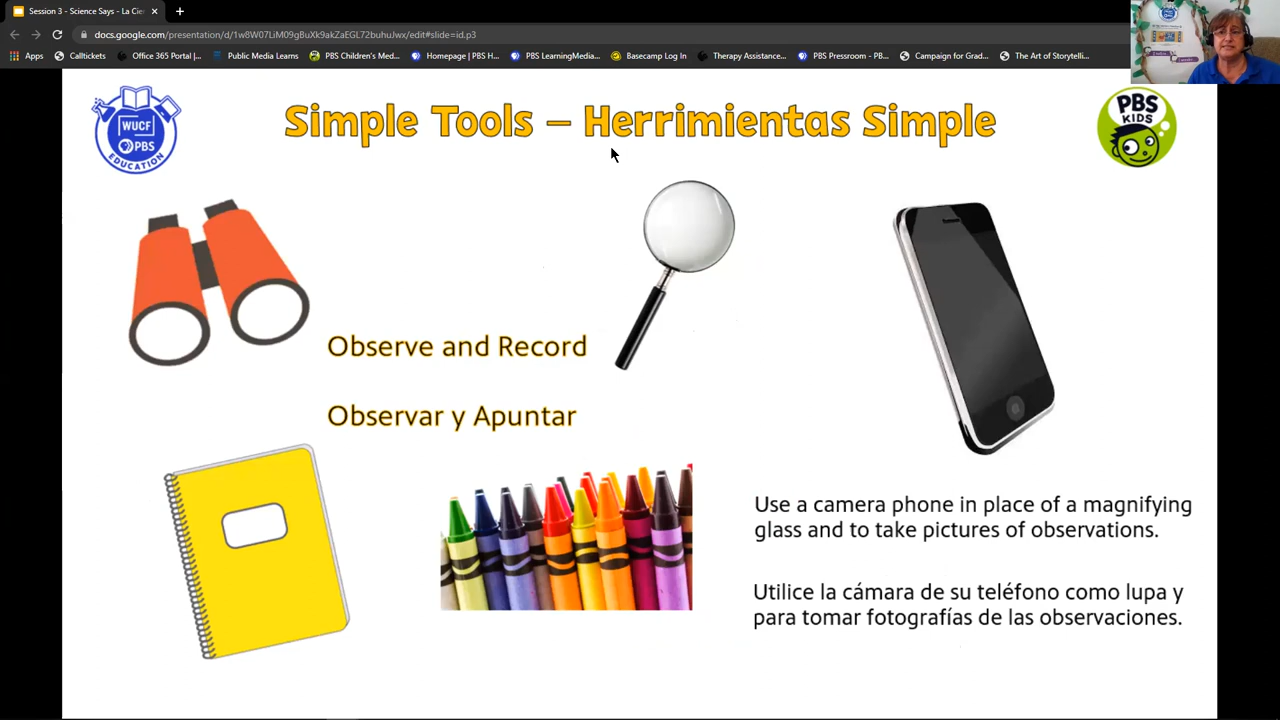 Session 3 - Science Says - La Cie
docs.google.com/presentation/d/1w8W07LiM09gBuXk9akZaEGL72buhuJwx/edit#slide=id.p3
Apps Calltickets Office 365 Portal |... Public Media Learns PBS Children's Med... Homepage | PBS H... PBS LearningMedia... Basecamp Log In Therapy Assistance... PBS Pressroom - PB... Campaign for Grad... The Art of Storytelli...
WUCF
PBS
EDUCATION
Simple Tools – Herrimientas Simple
PBS
KIDS
Observe and Record
Observar y Apuntar
Use a camera phone in place of a magnifying
glass and to take pictures of observations.
Utilice la cámara de su teléfono como lupa y
para tomar fotografías de las observaciones.